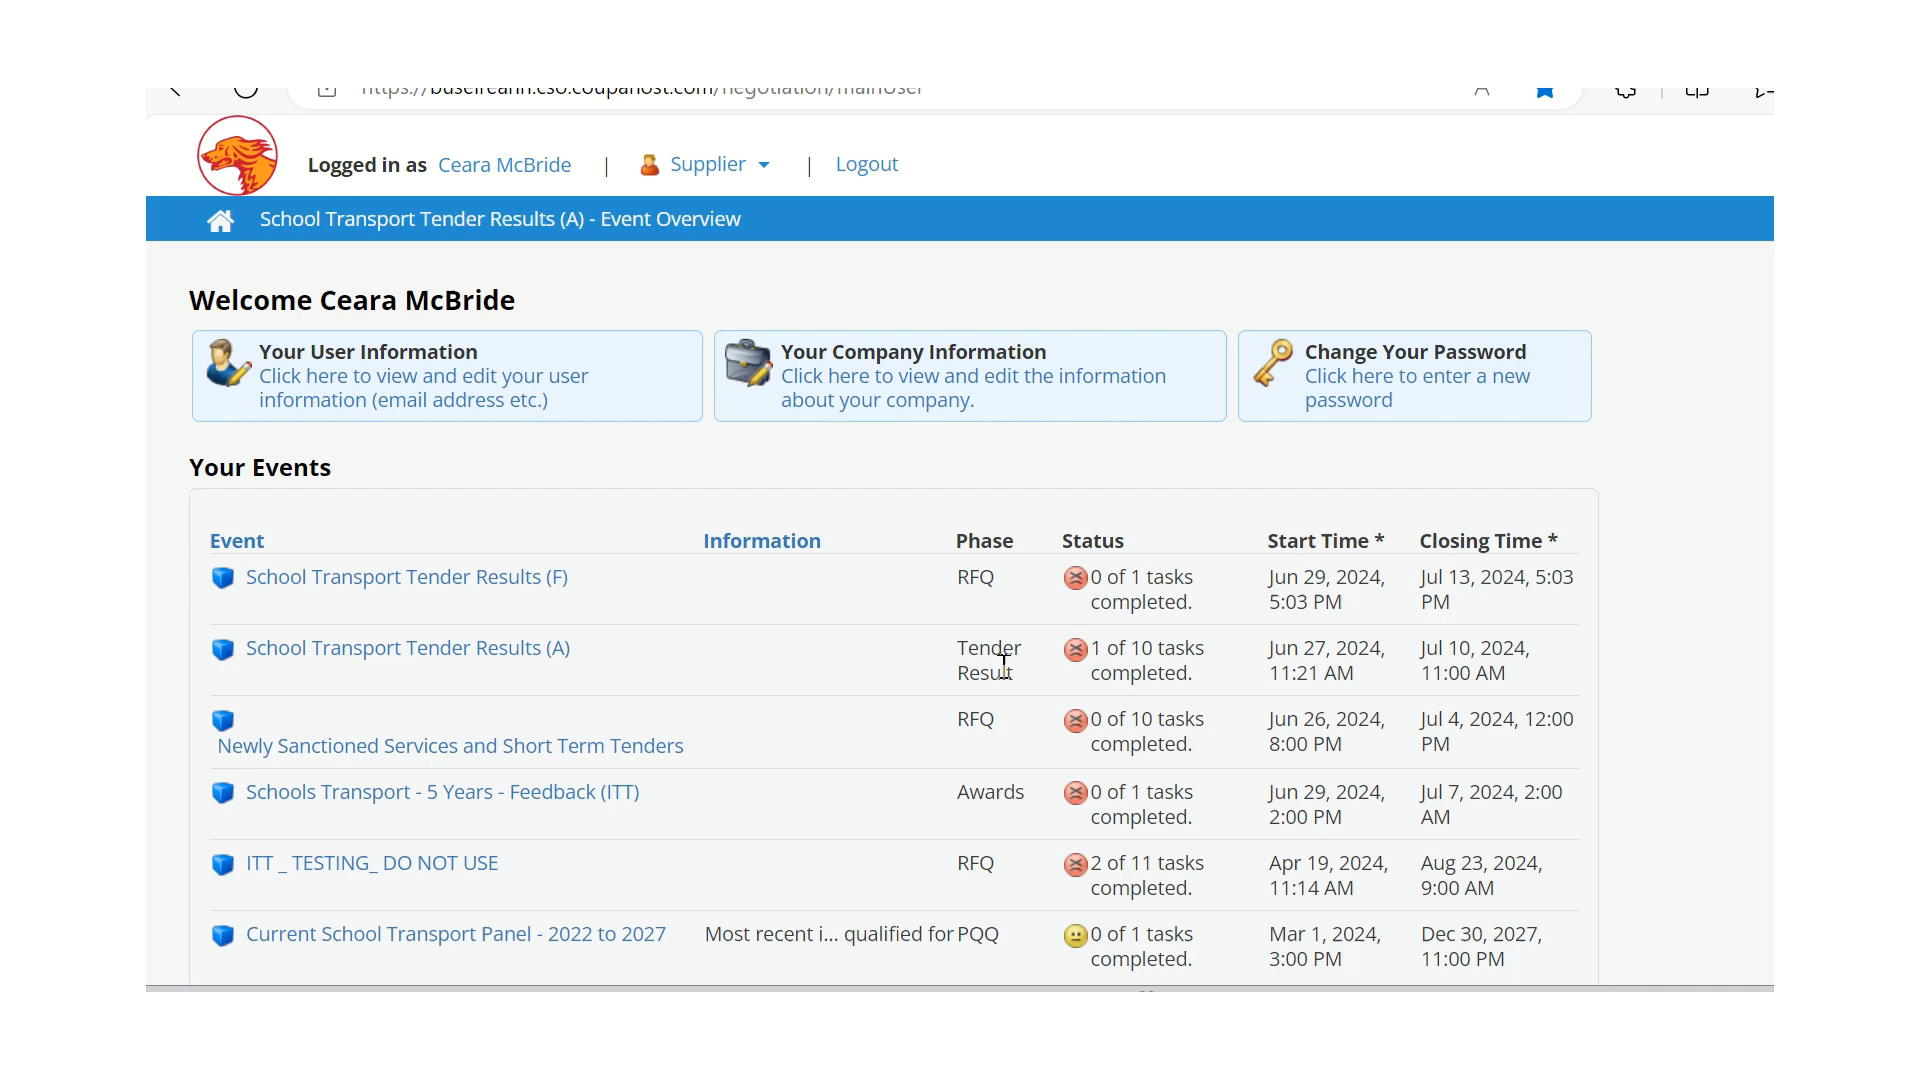 https://buseireann.cso.coupahost.com/negotiation/mainUser
Logged in as Ceara McBride | Supplier | Logout
School Transport Tender Results (A) - Event Overview
Welcome Ceara McBride
Your User Information
Click here to view and edit your user
information (email address etc.)
Your Company Information
Click here to view and edit the information
about your company.
Change Your Password
Click here to enter a new
password
Your Events
Event Information Phase Status Start Time * Closing Time *
School Transport Tender Results (F) RFQ 0 of 1 tasks Jun 29, 2024, Jul 13, 2024, 5:03
completed. 5:03 PM PM
School Transport Tender Results (A) Tender 1 of 10 tasks Jun 27, 2024, Jul 10, 2024,
Result completed. 11:21 AM 11:00 AM
RFQ 0 of 10 tasks Jun 26, 2024, Jul 4, 2024, 12:00
Newly Sanctioned Services and Short Term Tenders completed. 8:00 PM PM
Schools Transport - 5 Years - Feedback (ITT) Awards 0 of 1 tasks Jun 29, 2024, Jul 7, 2024, 2:00
completed. 2:00 PM AM
ITT _ TESTING_ DO NOT USE RFQ 2 of 11 tasks Apr 19, 2024, Aug 23, 2024,
completed. 11:14 AM 9:00 AM
Current School Transport Panel - 2022 to 2027 Most recent i... qualified for PQQ 0 of 1 tasks Mar 1, 2024, Dec 30, 2027,
completed. 3:00 PM 11:00 PM